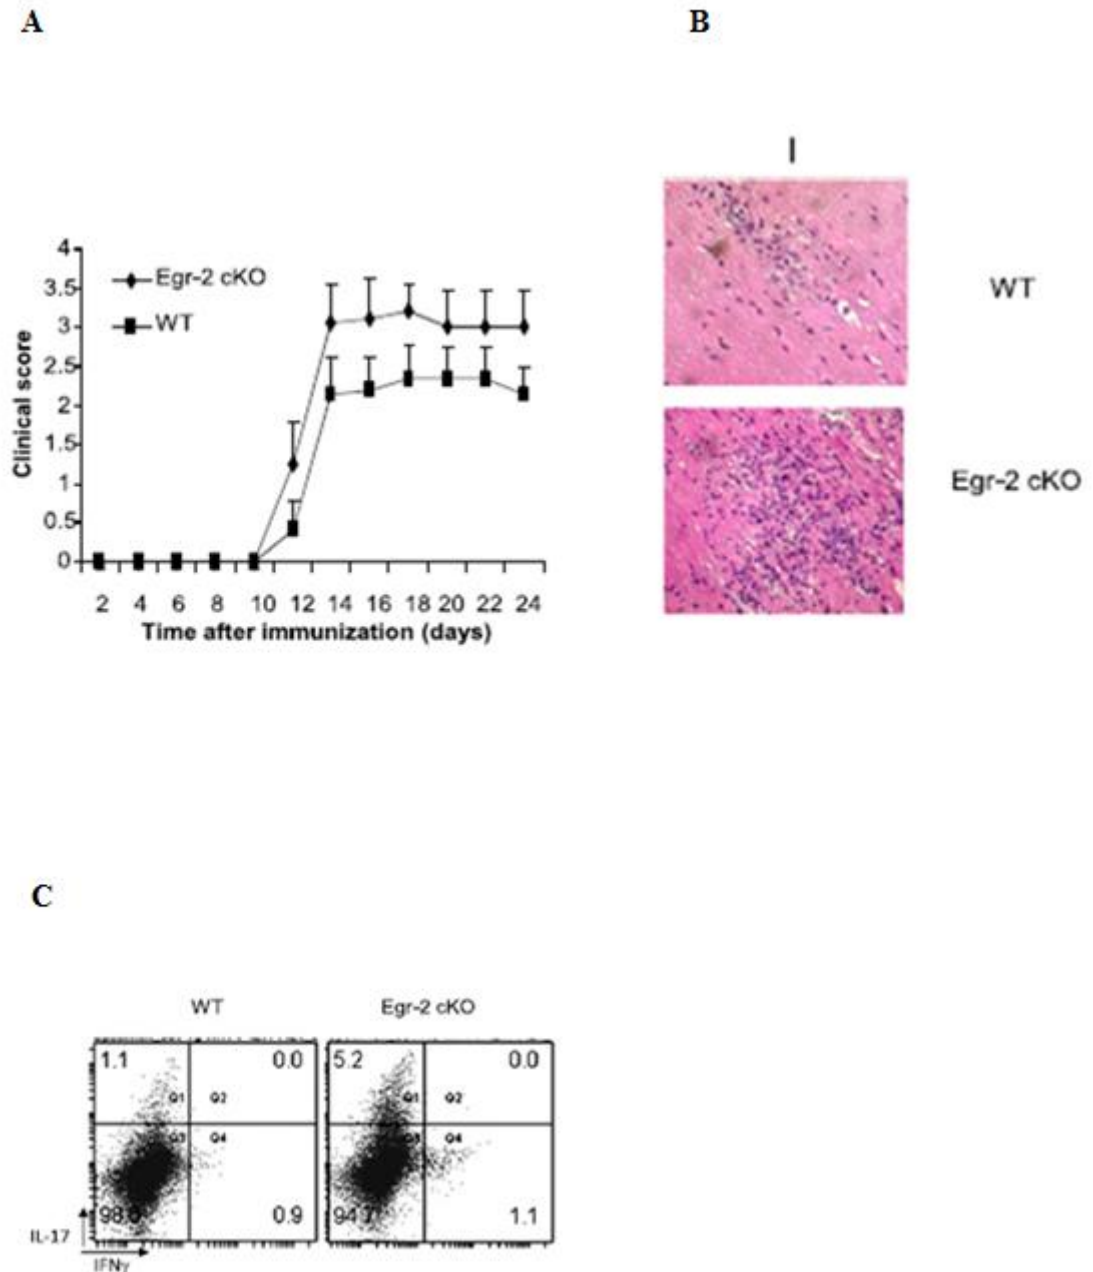 A
B
I
WT
Egr-2 cKO
4
3.5
3
2.5
2
1.5
1
0.5
0
Egr-2 cKO
WT
Clinical score
2 4 6 8 10 12 14 16 18 20 22 24
Time after immunization (days)
C
WT Egr-2 cKO
1.1 0.0 5.2 0.0
Q1 Q2 Q1 Q2
Q4 Q4
0.9 1.1
IL-17
IFNγ